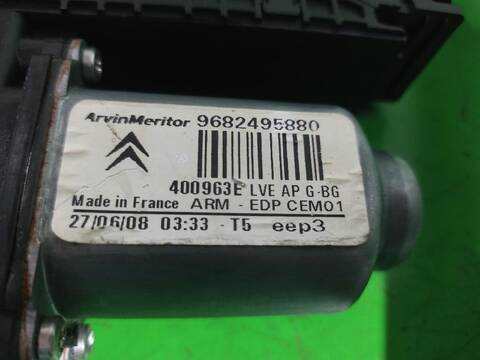 ArvinMeritor 9682495880
400963E LVE AP G-BG
Made in France ARM - EDP CEM01
27/06/08 03:33 - T5 eep3